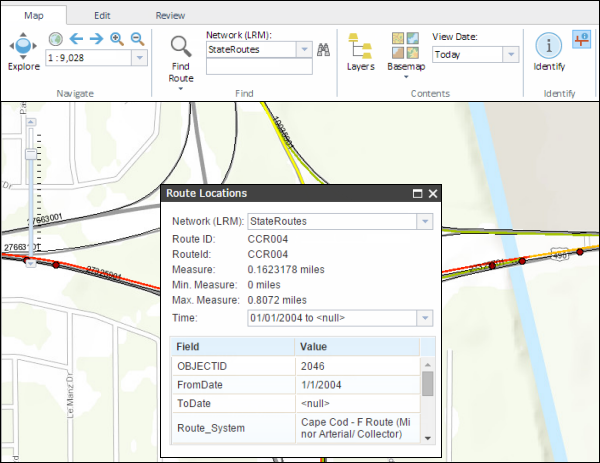 Map Edit Review
Network (LRM):
StateRoutes
View Date:
Today
1 : 9,028
Explore
Find
Route
Layers
Basemap
Identify
Navigate
Find
Contents
Identify
Route Locations
Network (LRM): StateRoutes
Route ID: CCR004
RouteId: CCR004
Measure: 0.1623178 miles
Min. Measure: 0 miles
Max. Measure: 0.8072 miles
Time: 01/01/2004 to <null>
Field Value
OBJECTID 2046
FromDate 1/1/2004
ToDate <null>
Route_System Cape Cod - F Route (Mi
nor Arterial/ Collector)
27663001
Le Manz Dr